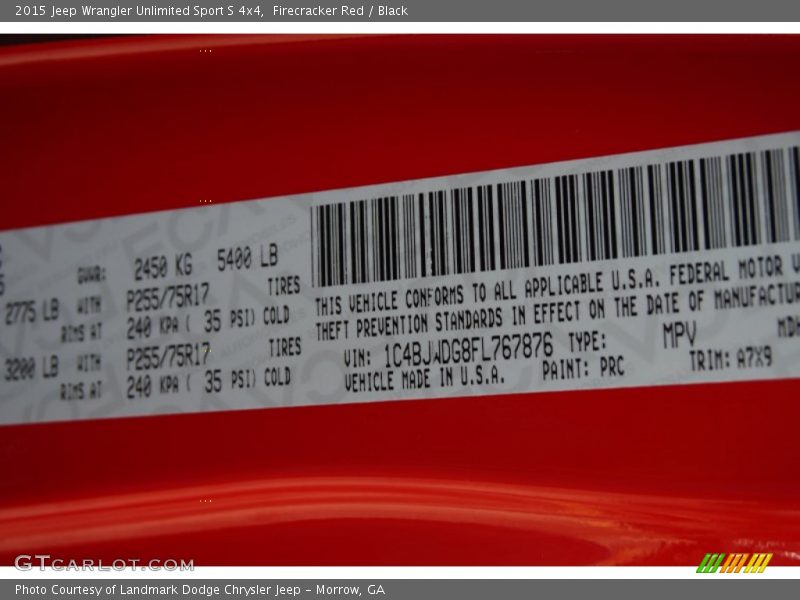 2015 Jeep Wrangler Unlimited Sport S 4x4, Firecracker Red / Black
GVWR: 2450 KG 5400 LB
2775 LB WITH P255/75R17 TIRES
RIMS AT 240 KPA ( 35 PSI) COLD
3200 LB WITH P255/75R17 TIRES
RIMS AT 240 KPA ( 35 PSI) COLD
THIS VEHICLE CONFORMS TO ALL APPLICABLE U.S.A. FEDERAL MOTOR V
THEFT PREVENTION STANDARDS IN EFFECT ON THE DATE OF MANUFACTUR
VIN: 1C4BJWDG8FL767876 TYPE: MPV MDH
VEHICLE MADE IN U.S.A. PAINT: PRC TRIM: A7X9
GTCARLOT.COM
Photo Courtesy of Landmark Dodge Chrysler Jeep – Morrow, GA